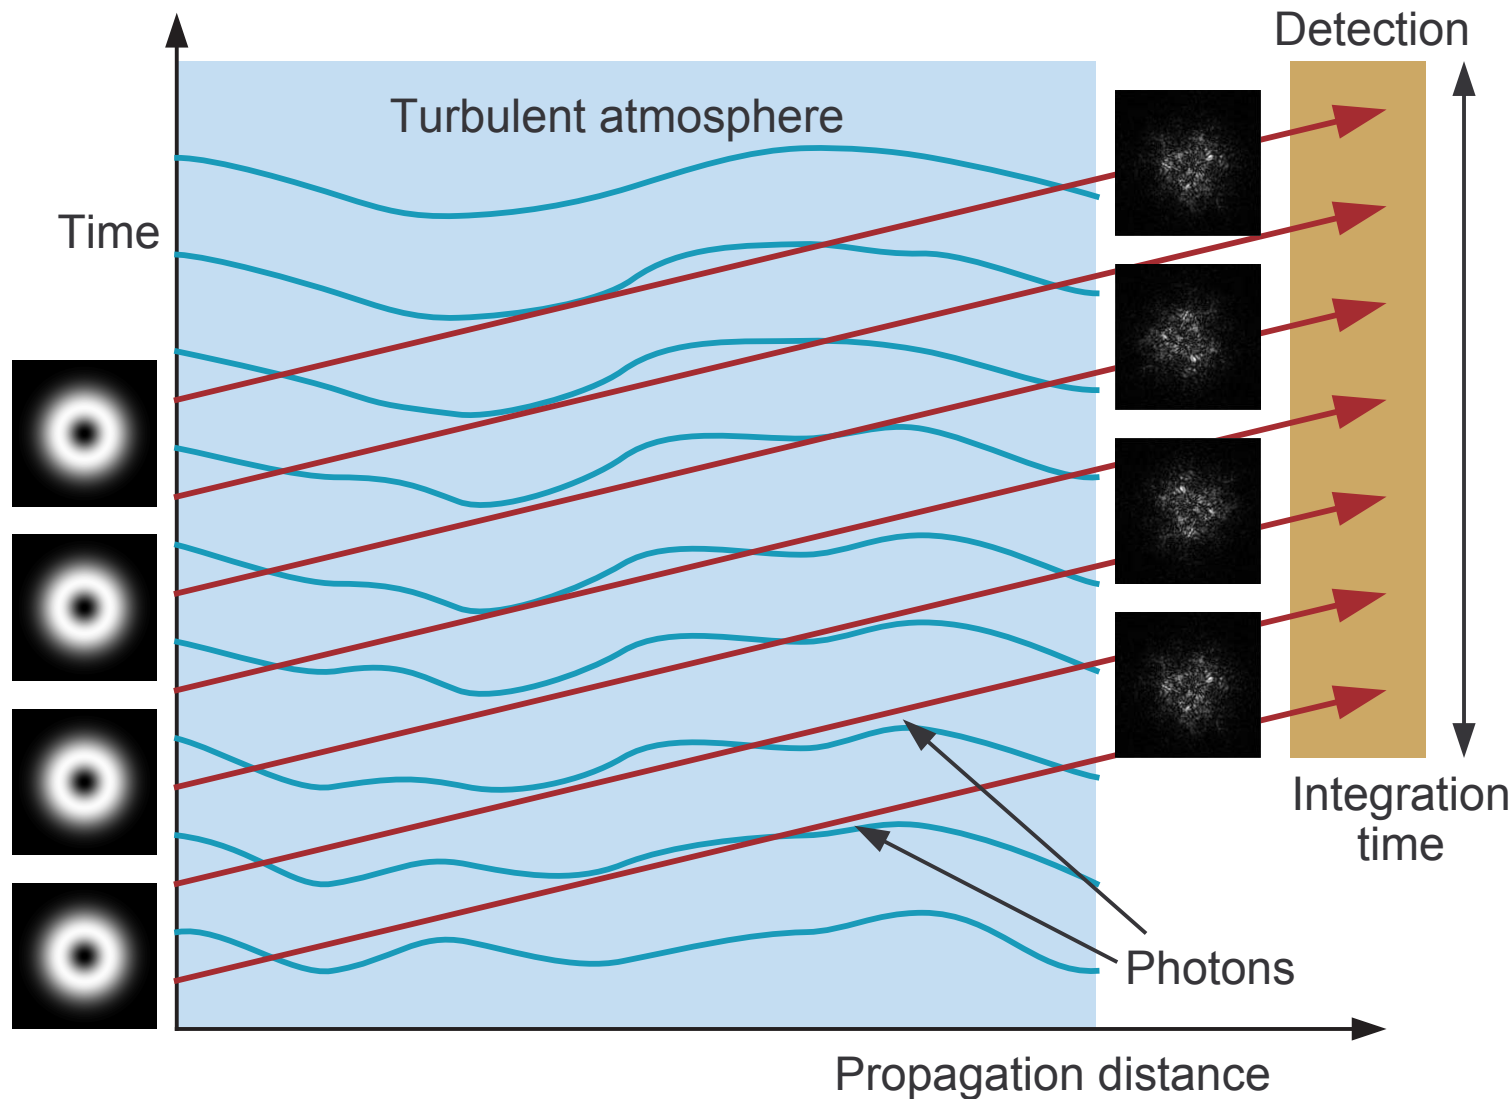 Detection
Turbulent atmosphere
Time
Integration
time
Photons
Propagation distance